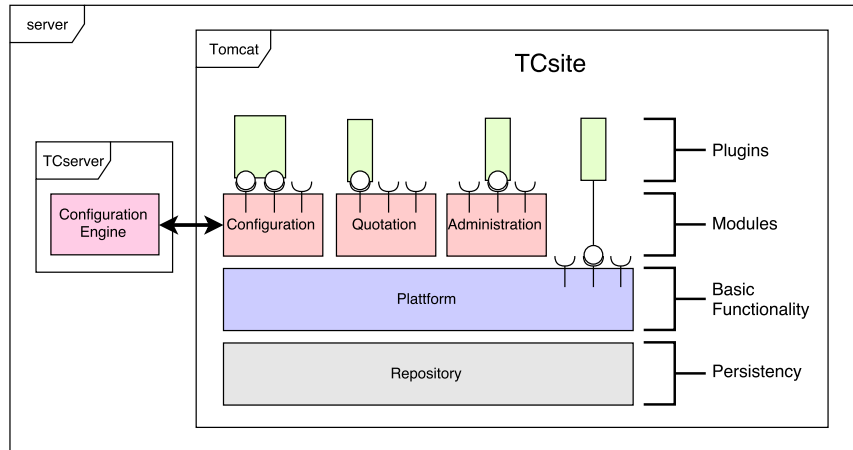 server
Tomcat
TCsite
Plugins
TCserver
Configuration
Engine
Configuration
Quotation
Administration
Modules
Plattform
Basic
Functionality
Repository
Persistency